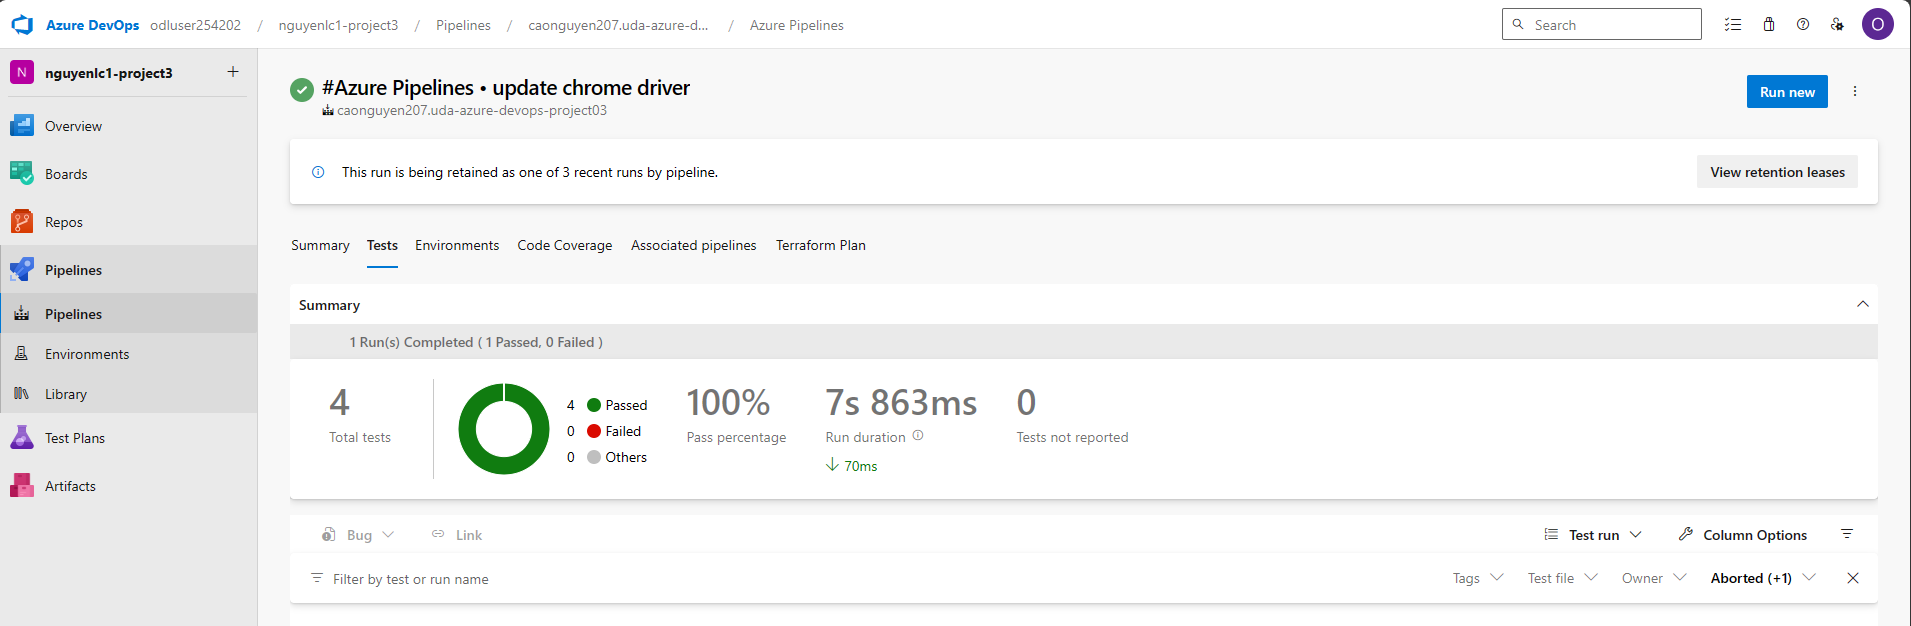 Azure DevOps odluser254202 / nguyenlc1-project3 / Pipelines / caonguyen207.uda-azure-d... / Azure Pipelines
Search
O
N nguyenlc1-project3 +
Overview
Boards
Repos
Pipelines
Pipelines
Environments
Library
Test Plans
Artifacts
#Azure Pipelines • update chrome driver
caonguyen207.uda-azure-devops-project03
Run new
This run is being retained as one of 3 recent runs by pipeline.
View retention leases
Summary Tests Environments Code Coverage Associated pipelines Terraform Plan
Summary
1 Run(s) Completed ( 1 Passed, 0 Failed )
4
Total tests
4 Passed
0 Failed
0 Others
100%
Pass percentage
7s 863ms
Run duration
70ms
0
Tests not reported
Bug Link
Test run Column Options
Filter by test or run name
Tags Test file Owner Aborted (+1)